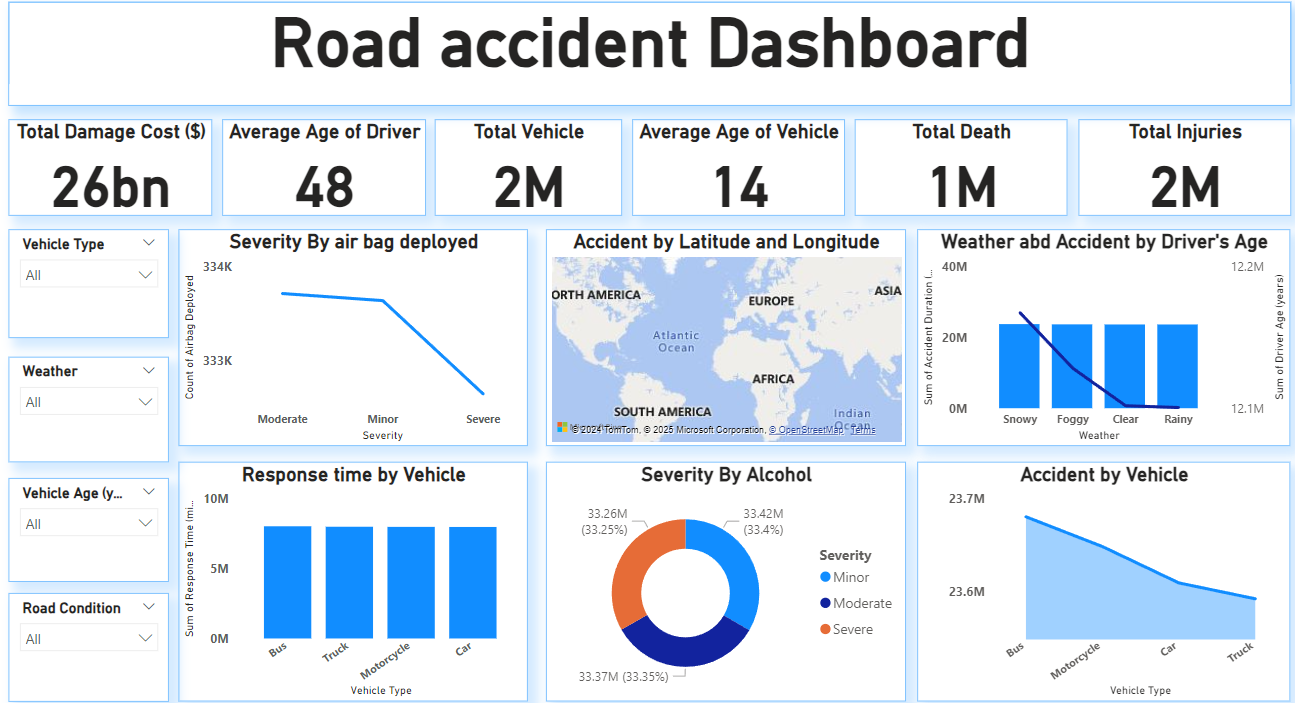 Road accident Dashboard
Total Damage Cost ($)
26bn
Average Age of Driver
48
Total Vehicle
2M
Average Age of Vehicle
14
Total Death
1M
Total Injuries
2M
Vehicle Type
All
Weather
All
Vehicle Age (y...
All
Road Condition
All
Severity By air bag deployed
334K
333K
Count of Airbag Deployed
Moderate
Minor
Severe
Severity
Accident by Latitude and Longitude
ORTH AMERICA
EUROPE
ASIA
Atlantic
Ocean
AFRICA
SOUTH AMERICA
Indian
Ocean
© 2024 TomTom, © 2025 Microsoft Corporation, © OpenStreetMap Terms
Weather abd Accident by Driver's Age
40M
20M
0M
Sum of Accident Duration (...
12.2M
12.1M
Sum of Driver Age (years)
Snowy
Foggy
Clear
Rainy
Weather
Response time by Vehicle
10M
5M
0M
Sum of Response Time (mi...
Bus
Truck
Motorcycle
Car
Vehicle Type
Severity By Alcohol
33.26M
(33.25%)
33.42M
(33.4%)
33.37M (33.35%)
Severity
Minor
Moderate
Severe
Accident by Vehicle
23.7M
23.6M
Bus
Motorcycle
Car
Truck
Vehicle Type